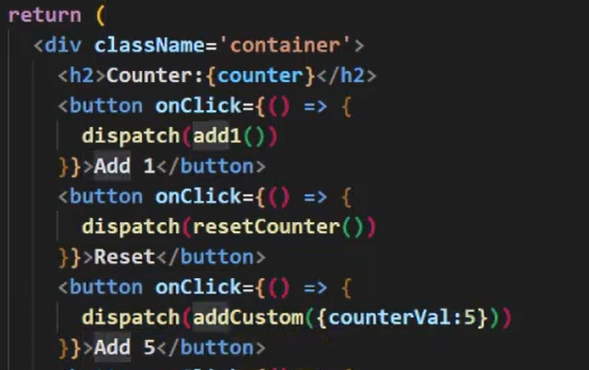 return (
<div className='container'>
<h2>Counter:{counter}</h2>
<button onClick={() => {
dispatch(add1())
}}>Add 1</button>
<button onClick={() => {
dispatch(resetCounter())
}}>Reset</button>
<button onClick={() => {
dispatch(addCustom({counterVal:5}))
}}>Add 5</button>